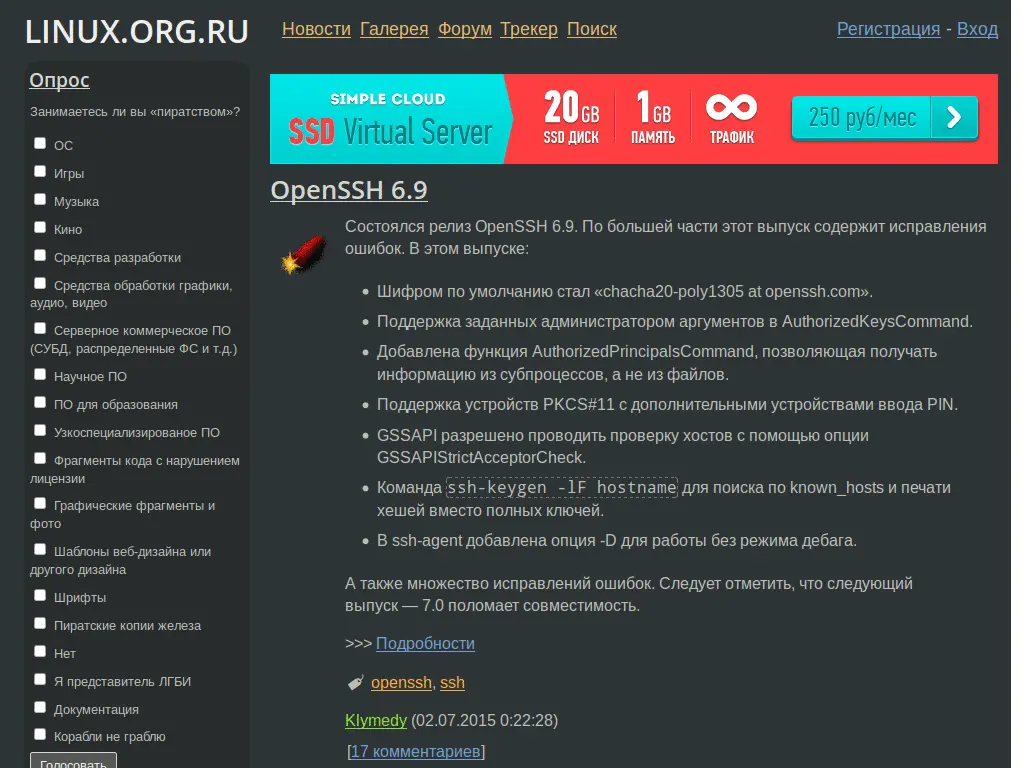 LINUX.ORG.RU
Новости Галерея Форум Трекер Поиск
Регистрация - Вход
Опрос
Занимаетесь ли вы «пиратством»?
ОС
Игры
Музыка
Кино
Средства разработки
Средства обработки графики,
аудио, видео
Серверное коммерческое ПО
(СУБД, распределенные ФС и т.д.)
Научное ПО
ПО для образования
Узкоспециализированое ПО
Фрагменты кода с нарушением
лицензии
Графические фрагменты и
фото
Шаблоны веб-дизайна или
другого дизайна
Шрифты
Пиратские копии железа
Нет
Я представитель ЛГБИ
Документация
Корабли не граблю
Голосовать
SIMPLE CLOUD
SSD Virtual Server
20 GB
SSD ДИСК
1 GB
ПАМЯТЬ
∞
ТРАФИК
250 руб/мес
OpenSSH 6.9
Состоялся релиз OpenSSH 6.9. По большей части этот выпуск содержит исправления
ошибок. В этом выпуске:
• Шифром по умолчанию стал «chacha20-poly1305 at openssh.com».
• Поддержка заданных администратором аргументов в AuthorizedKeysCommand.
• Добавлена функция AuthorizedPrincipalsCommand, позволяющая получать
информацию из субпроцессов, а не из файлов.
• Поддержка устройств PKCS#11 с дополнительными устройствами ввода PIN.
• GSSAPI разрешено проводить проверку хостов с помощью опции
GSSAPIStrictAcceptorCheck.
• Команда ssh-keygen -lF hostname для поиска по known_hosts и печати
хешей вместо полных ключей.
• В ssh-agent добавлена опция -D для работы без режима дебага.
А также множество исправлений ошибок. Следует отметить, что следующий
выпуск — 7.0 поломает совместимость.
>>> Подробности
openssh, ssh
Klymedy (02.07.2015 0:22:28)
[17 комментариев]